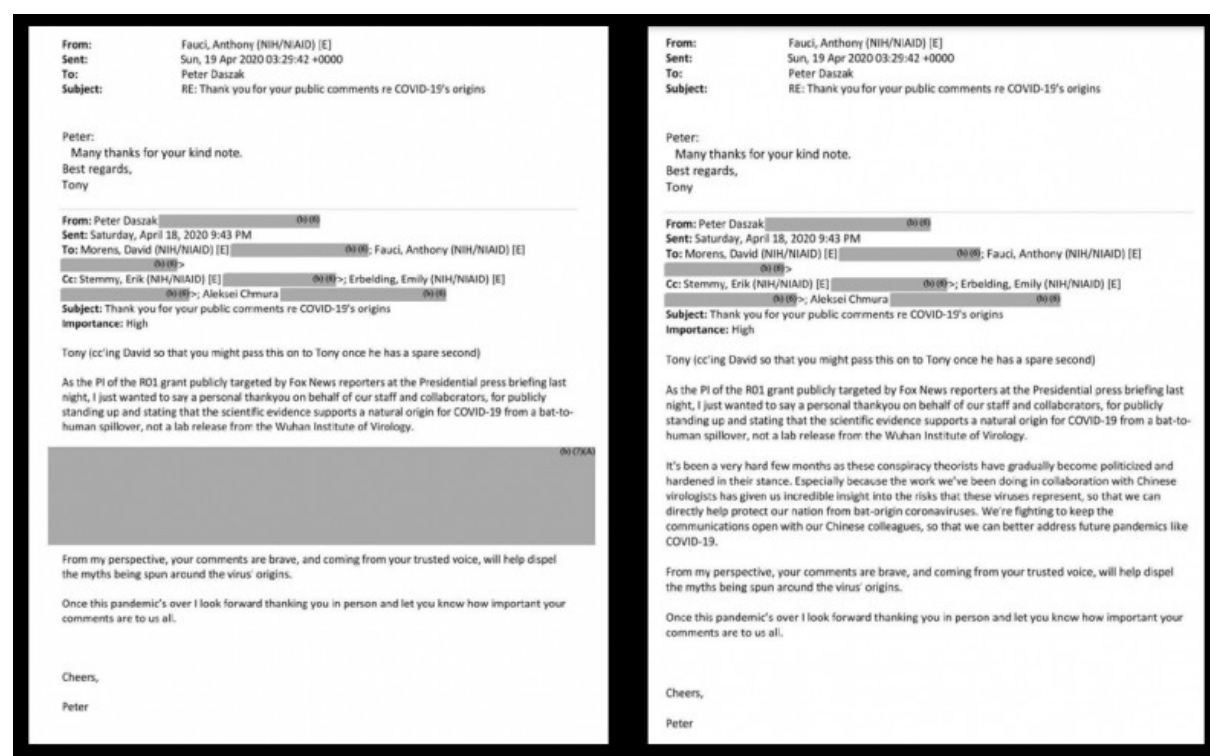 From: Fauci, Anthony (NIH/NIAID) [E]
Sent: Sun, 19 Apr 2020 03:29:42 +0000
To: Peter Daszak
Subject: RE: Thank you for your public comments re COVID-19's origins
Peter:
Many thanks for your kind note.
Best regards,
Tony
From: Peter Daszak (b) (6)
Sent: Saturday, April 18, 2020 9:43 PM
To: Morens, David (NIH/NIAID) [E] (b) (6); Fauci, Anthony (NIH/NIAID) [E]
(b) (6)>
Cc: Stemmy, Erik (NIH/NIAID) [E] (b) (6)>; Erbelding, Emily (NIH/NIAID) [E]
(b) (6)>; Aleksei Chmura (b) (6)
Subject: Thank you for your public comments re COVID-19's origins
Importance: High
Tony (cc'ing David so that you might pass this on to Tony once he has a spare second)
As the PI of the R01 grant publicly targeted by Fox News reporters at the Presidential press briefing last
night, I just wanted to say a personal thankyou on behalf of our staff and collaborators, for publicly
standing up and stating that the scientific evidence supports a natural origin for COVID-19 from a bat-to-
human spillover, not a lab release from the Wuhan Institute of Virology.
(b) (7)(A)
From my perspective, your comments are brave, and coming from your trusted voice, will help dispel
the myths being spun around the virus' origins.
Once this pandemic's over I look forward thanking you in person and let you know how important your
comments are to us all.
Cheers,
Peter
From: Fauci, Anthony (NIH/NIAID) [E]
Sent: Sun, 19 Apr 2020 03:29:42 +0000
To: Peter Daszak
Subject: RE: Thank you for your public comments re COVID-19's origins
Peter:
Many thanks for your kind note.
Best regards,
Tony
From: Peter Daszak (b) (6)
Sent: Saturday, April 18, 2020 9:43 PM
To: Morens, David (NIH/NIAID) [E] (b) (6); Fauci, Anthony (NIH/NIAID) [E]
(b) (6)>
Cc: Stemmy, Erik (NIH/NIAID) [E] (b) (6)>; Erbelding, Emily (NIH/NIAID) [E]
(b) (6)>; Aleksei Chmura (b) (6)
Subject: Thank you for your public comments re COVID-19's origins
Importance: High
Tony (cc'ing David so that you might pass this on to Tony once he has a spare second)
As the PI of the R01 grant publicly targeted by Fox News reporters at the Presidential press briefing last
night, I just wanted to say a personal thankyou on behalf of our staff and collaborators, for publicly
standing up and stating that the scientific evidence supports a natural origin for COVID-19 from a bat-to-
human spillover, not a lab release from the Wuhan Institute of Virology.
It's been a very hard few months as these conspiracy theorists have gradually become politicized and
hardened in their stance. Especially because the work we've been doing in collaboration with Chinese
virologists has given us incredible insight into the risks that these viruses represent, so that we can
directly help protect our nation from bat-origin coronaviruses. We're fighting to keep the
communications open with our Chinese colleagues, so that we can better address future pandemics like
COVID-19.
From my perspective, your comments are brave, and coming from your trusted voice, will help dispel
the myths being spun around the virus' origins.
Once this pandemic's over I look forward thanking you in person and let you know how important your
comments are to us all.
Cheers,
Peter